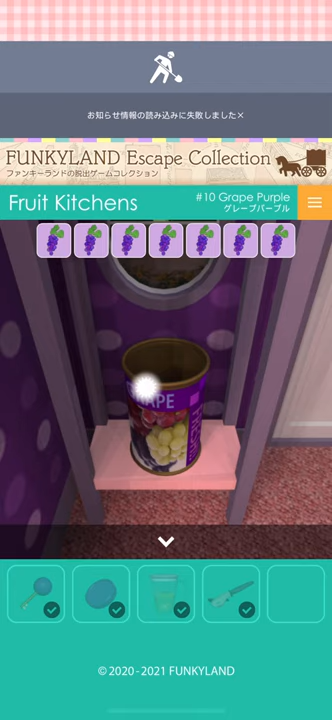 お知らせ情報の読み込みに失敗しました×
FUNKYLAND Escape Collection
ファンキーランドの脱出ゲームコレクション
Fruit Kitchens
#10 Grape Purple
グレープパープル
©2020-2021 FUNKYLAND